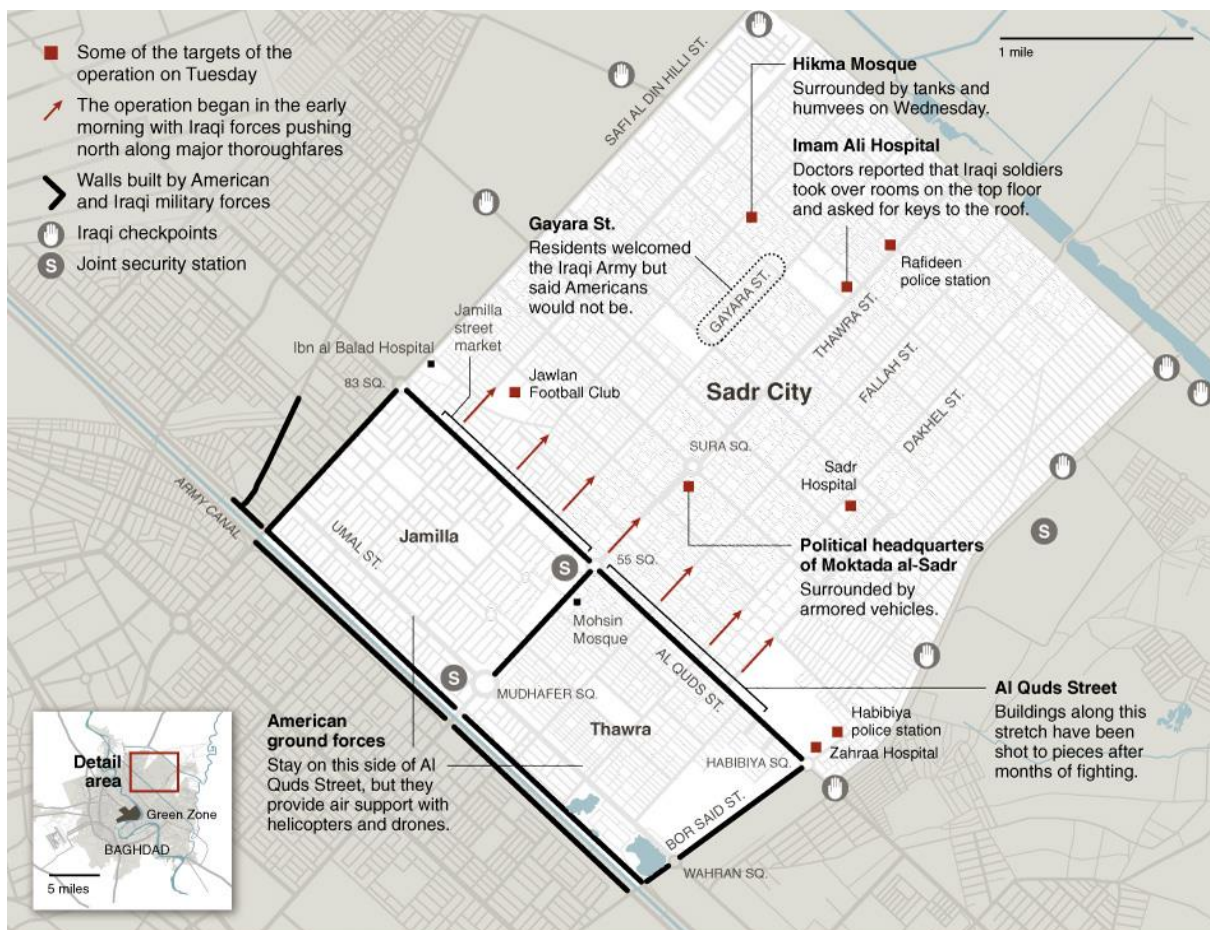 Some of the targets of the
operation on Tuesday
The operation began in the early
morning with Iraqi forces pushing
north along major thoroughfares
Walls built by American
and Iraqi military forces
Iraqi checkpoints
S
Joint security station
1 mile
SAFI AL DIN HILLI ST.
Hikma Mosque
Surrounded by tanks and
humvees on Wednesday.
Imam Ali Hospital
Doctors reported that Iraqi soldiers
took over rooms on the top floor
and asked for keys to the roof.
Gayara St.
Residents welcomed
the Iraqi Army but
said Americans
would not be.
Rafideen
police station
GAYARA ST.
THAWRA ST.
FALLAH ST.
DAKHEL ST.
Jamilla
street
market
Ibn al Balad Hospital
83 SQ.
Jawlan
Football Club
Sadr City
SURA SQ.
Sadr
Hospital
ARMY CANAL
UMAL ST.
Jamilla
S
55 SQ.
Political headquarters
of Moktada al-Sadr
Surrounded by
armored vehicles.
S
Mohsin
Mosque
AL QUDS ST.
S
MUDHAFER SQ.
Thawra
Al Quds Street
Buildings along this
stretch have been
shot to pieces after
months of fighting.
Habibiya
police station
Zahraa Hospital
HABIBIYA SQ.
American
ground forces
Stay on this side of Al
Quds Street, but they
provide air support with
helicopters and drones.
BOR SAID ST.
WAHRAN SQ.
Detail
area
Green Zone
BAGHDAD
5 miles